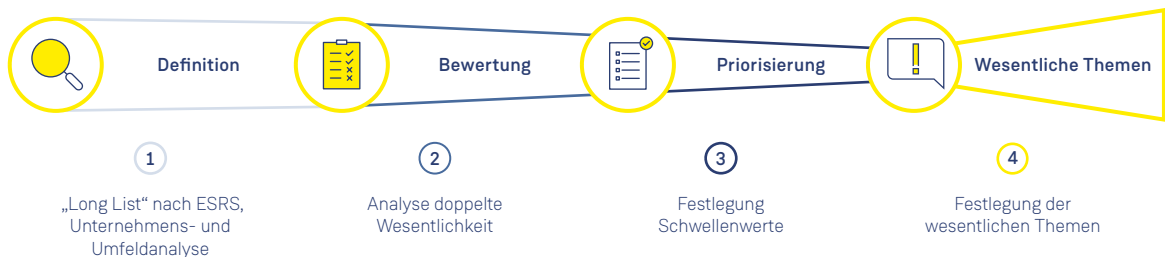 Definition
Bewertung
Priorisierung
Wesentliche Themen
1
„Long List“ nach ESRS,
Unternehmens- und
Umfeldanalyse
2
Analyse doppelte
Wesentlichkeit
3
Festlegung
Schwellenwerte
4
Festlegung der
wesentlichen Themen